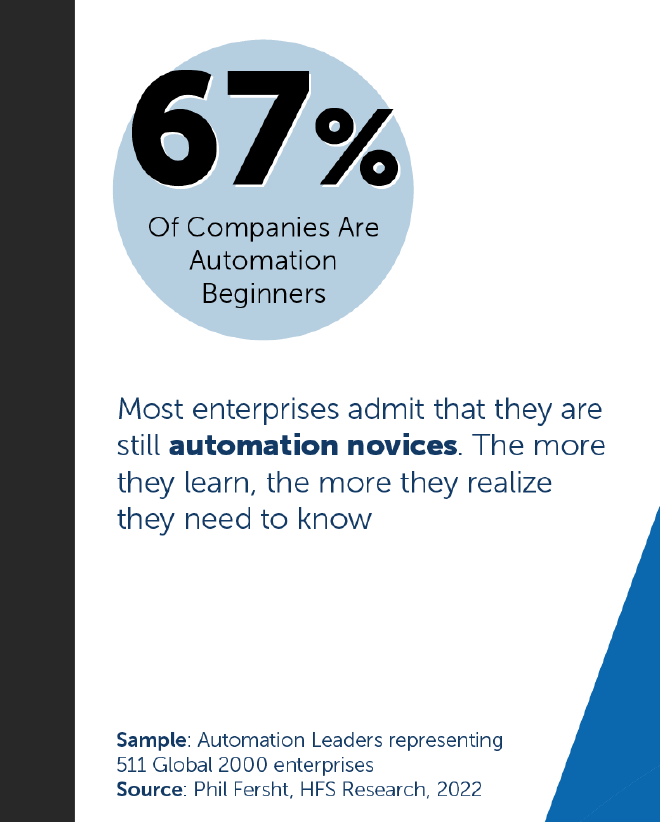 67%
Of Companies Are
Automation
Beginners
Most enterprises admit that they are
still automation novices. The more
they learn, the more they realize
they need to know
Sample: Automation Leaders representing
511 Global 2000 enterprises
Source: Phil Fersht, HFS Research, 2022